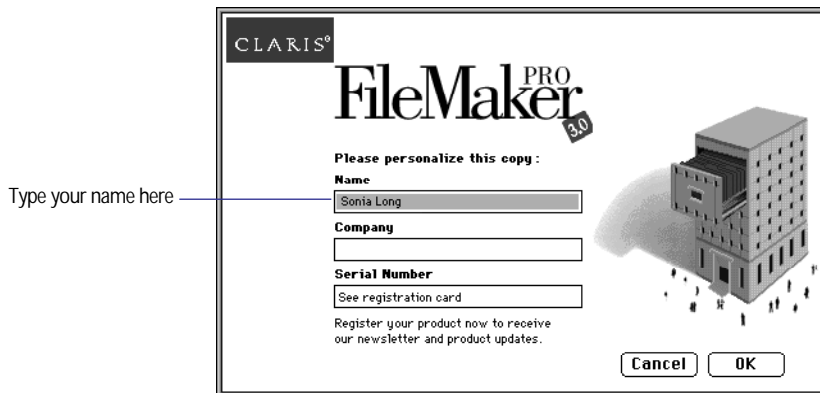 CLARIS®
FileMaker PRO
3.0
Please personalize this copy :
Name
Type your name here
Sonia Long
Company
Serial Number
See registration card
Register your product now to receive
our newsletter and product updates.
Cancel OK